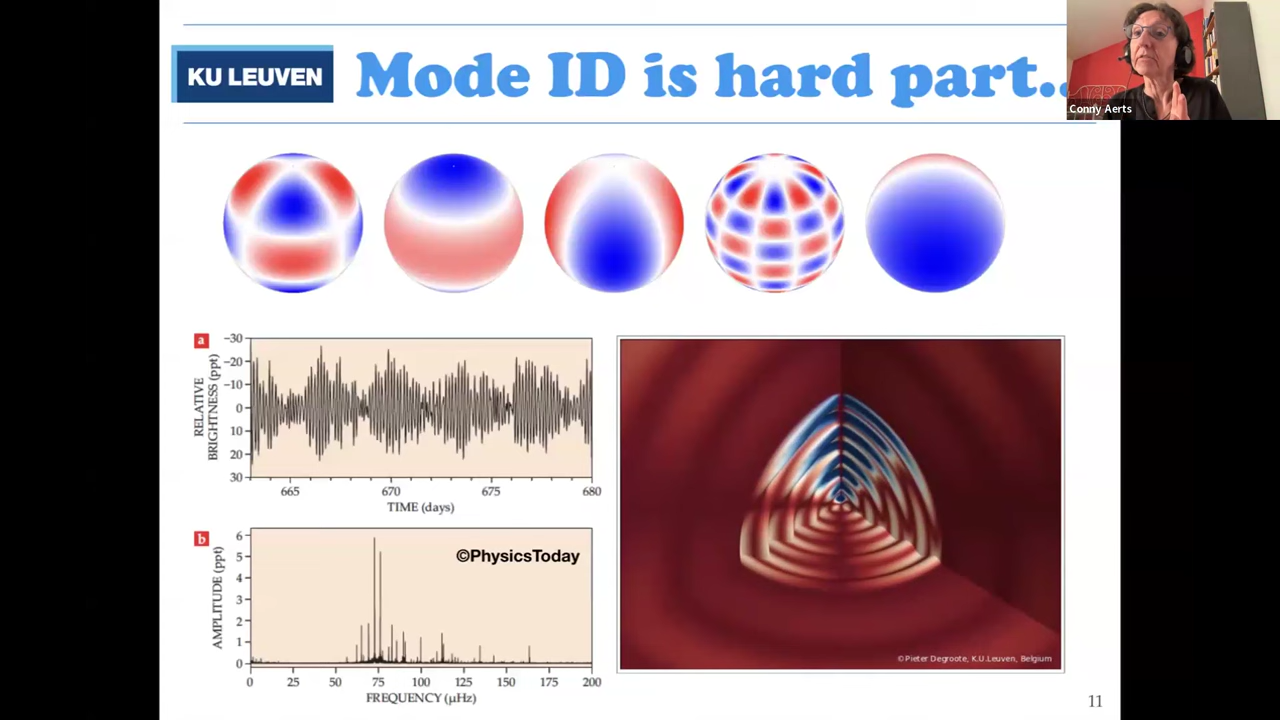 KU LEUVEN
Mode ID is hard part..
Conny Aerts
a
RELATIVE
BRIGHTNESS (ppt)
−30
−20
−10
0
10
20
30
665
670
675
680
TIME (days)
b
©PhysicsToday
AMPLITUDE (ppt)
6
5
4
3
2
1
0
0
25
50
75
100
125
150
175
200
FREQUENCY (μHz)
©Pieter Degroote, K.U.Leuven, Belgium
11